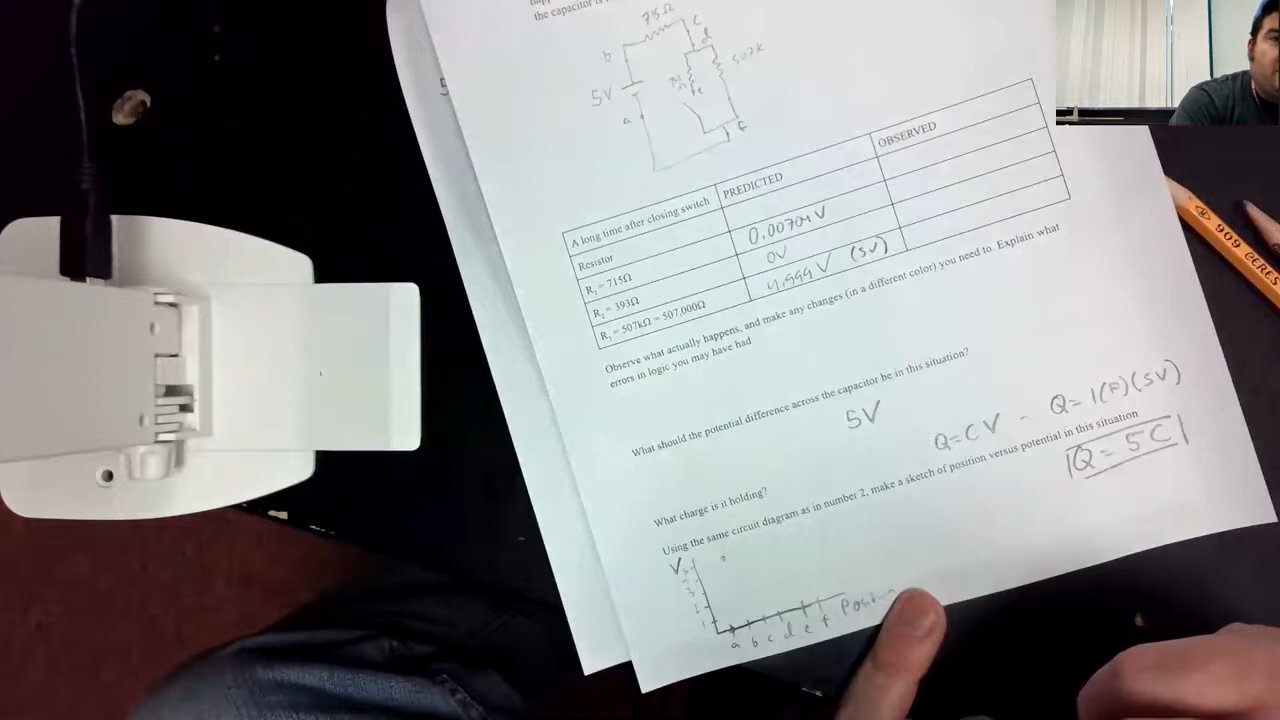 the capacitor is
715Ω
b
c
d
507k
5V
e
a
f
A long time after closing switch PREDICTED OBSERVED
Resistor
R₁ = 715Ω 0.00704V
R₂ = 393Ω 0V
R₃ = 507kΩ = 507,000Ω 4.999V (5V)
Observe what actually happens, and make any changes (in a different color) you need to. Explain what
errors in logic you may have had
What should the potential difference across the capacitor be in this situation?
5V
Q=CV - Q=1(F)(5V)
Q = 5C
What charge is it holding?
Using the same circuit diagram as in number 2, make a sketch of position versus potential in this situation
V
a b c d e f
909 CERES